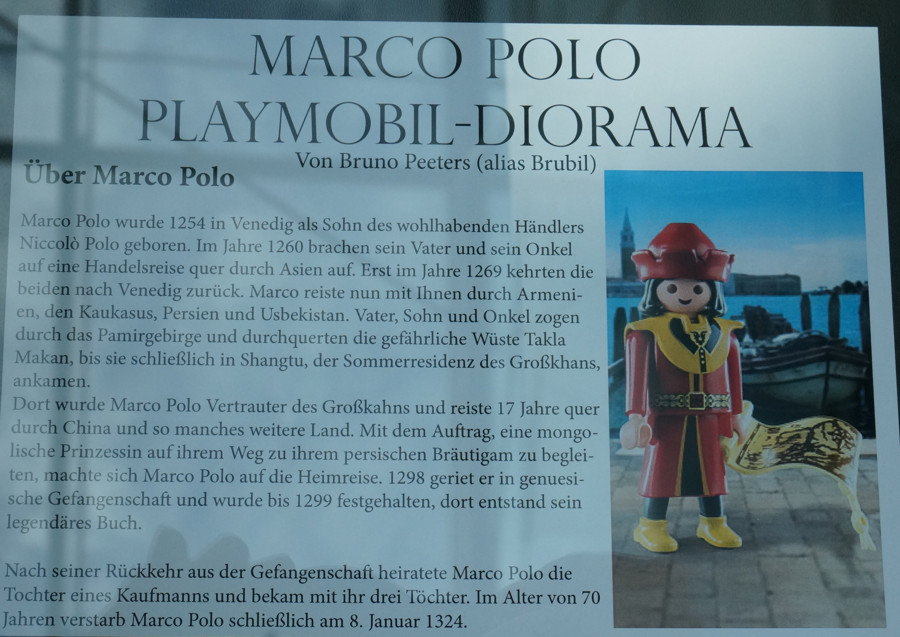 MARCO POLO
PLAYMOBIL-DIORAMA
Von Bruno Peeters (alias Brubil)
Über Marco Polo
Marco Polo wurde 1254 in Venedig als Sohn des wohlhabenden Händlers
Niccolò Polo geboren. Im Jahre 1260 brachen sein Vater und sein Onkel
auf eine Handelsreise quer durch Asien auf. Erst im Jahre 1269 kehrten die
beiden nach Venedig zurück. Marco reiste nun mit Ihnen durch Armeni-
en, den Kaukasus, Persien und Usbekistan. Vater, Sohn und Onkel zogen
durch das Pamirgebirge und durchquerten die gefährliche Wüste Takla
Makan, bis sie schließlich in Shangtu, der Sommerresidenz des Großkhans,
ankamen.
Dort wurde Marco Polo Vertrauter des Großkahns und reiste 17 Jahre quer
durch China und so manches weitere Land. Mit dem Auftrag, eine mongo-
lische Prinzessin auf ihrem Weg zu ihrem persischen Bräutigam zu beglei-
ten, machte sich Marco Polo auf die Heimreise. 1298 geriet er in genuesi-
sche Gefangenschaft und wurde bis 1299 festgehalten, dort entstand sein
legendäres Buch.
Nach seiner Rückkehr aus der Gefangenschaft heiratete Marco Polo die
Tochter eines Kaufmanns und bekam mit ihr drei Töchter. Im Alter von 70
Jahren verstarb Marco Polo schließlich am 8. Januar 1324.